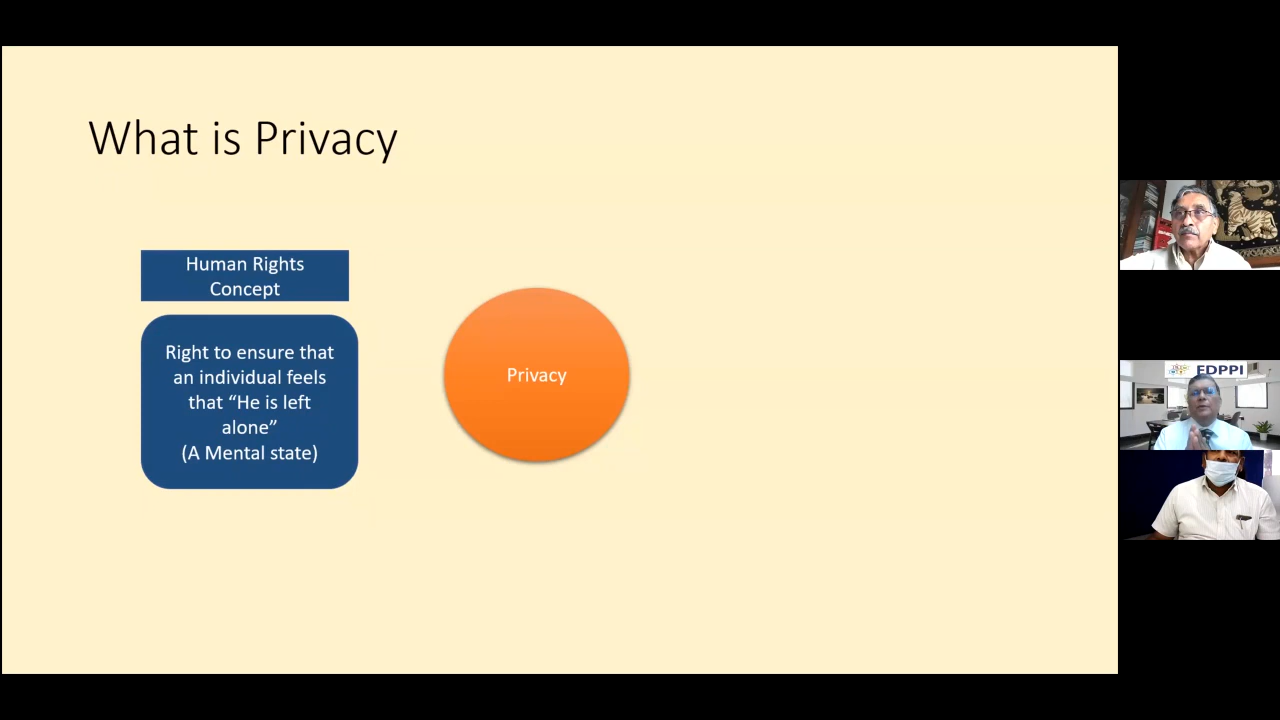 What is Privacy
Human Rights
Concept
Right to ensure that
an individual feels
that “He is left
alone”
(A Mental state)
Privacy
FDPPI